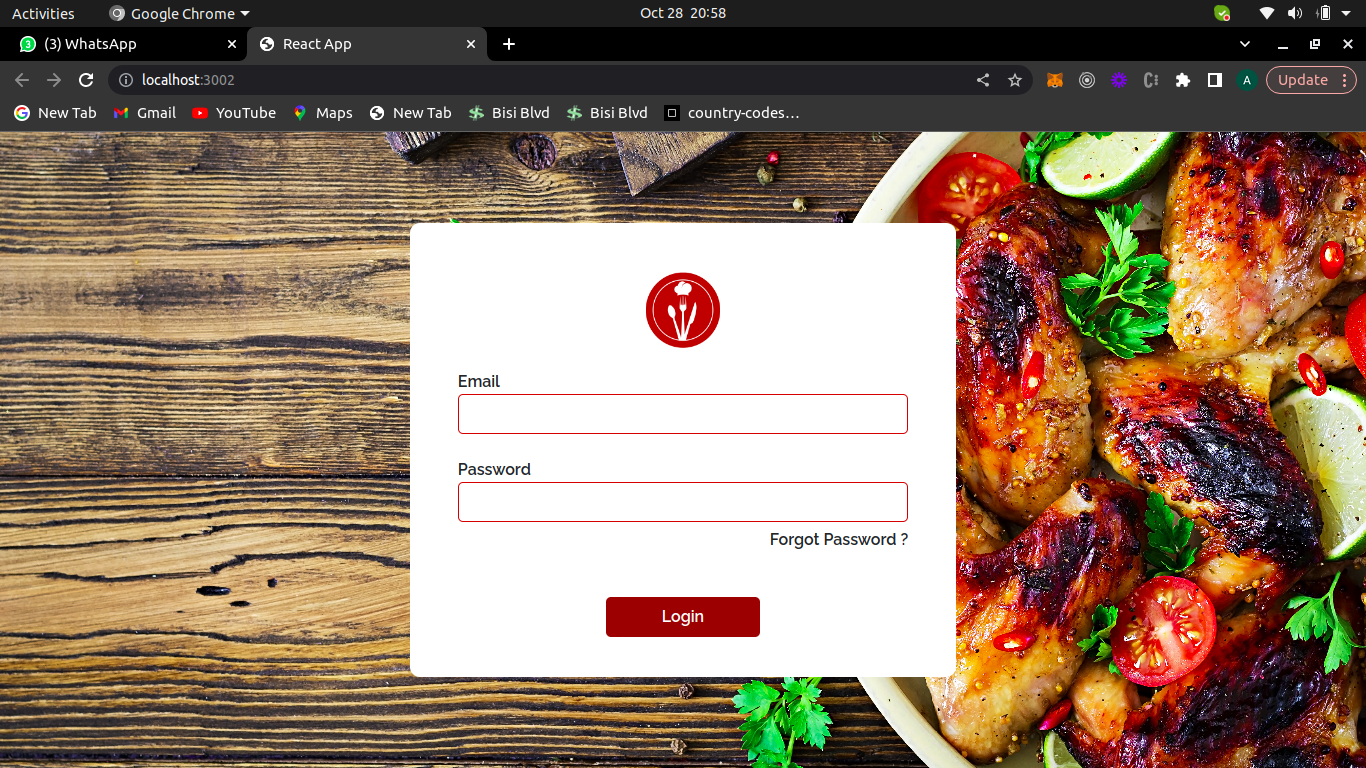 Activities
Google Chrome
Oct 28 20:58
3
(3) WhatsApp
React App
localhost:3002
A
Update
New Tab
Gmail
YouTube
Maps
New Tab
Bisi Blvd
Bisi Blvd
country-codes…
Email
Password
Forgot Password ?
Login